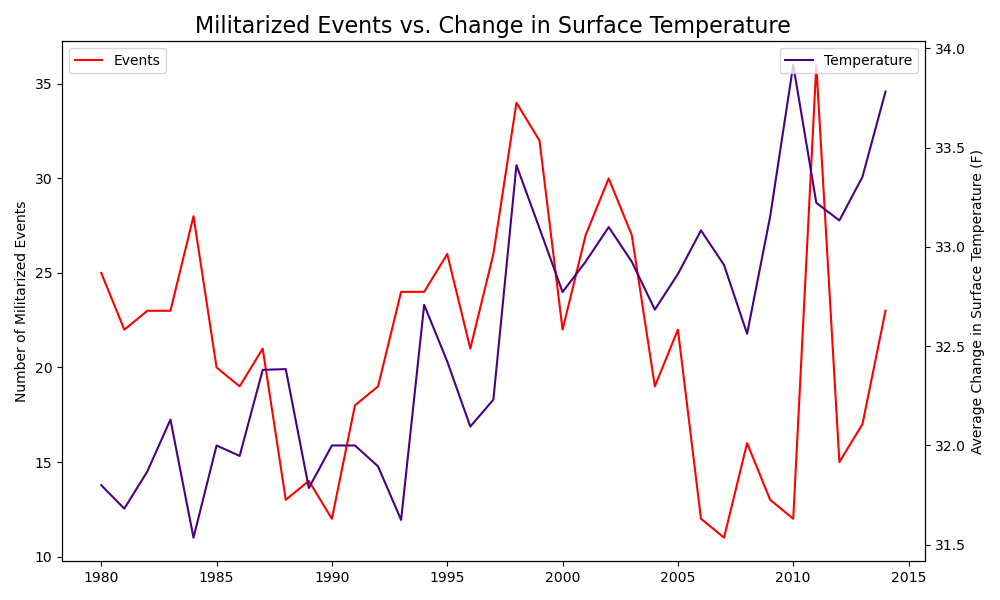 Militarized Events vs. Change in Surface Temperature
Events
Temperature
Number of Militarized Events
35
30
25
20
15
10
34.0
33.5
33.0
32.5
32.0
31.5
Average Change in Surface Temperature (F)
1980 1985 1990 1995 2000 2005 2010 2015